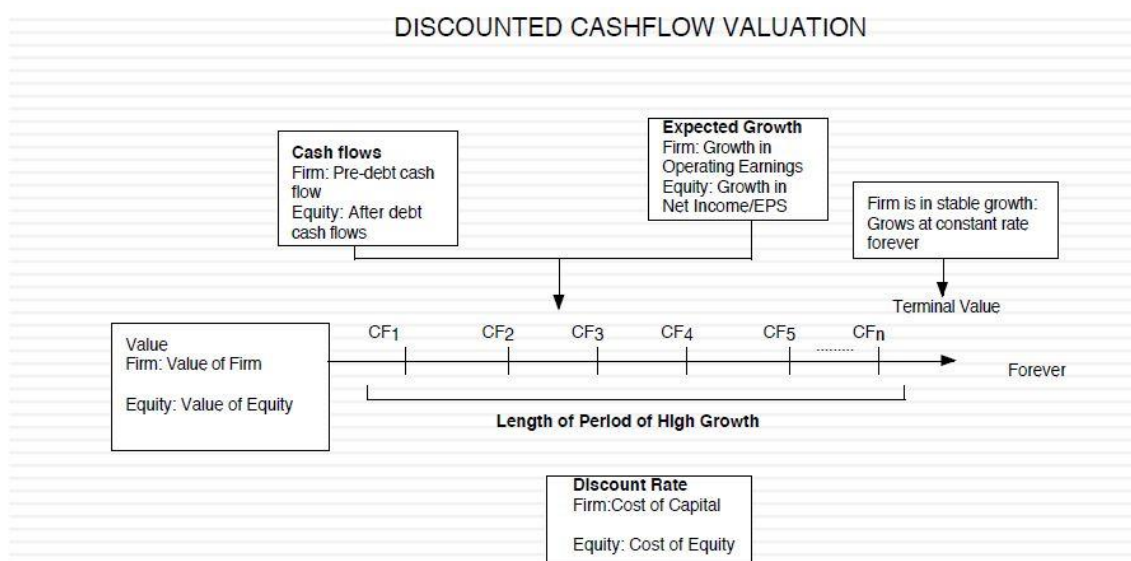 DISCOUNTED CASHFLOW VALUATION
Cash flows
Firm: Pre-debt cash
flow
Equity: After debt
cash flows
Expected Growth
Firm: Growth in
Operating Earnings
Equity: Growth in
Net Income/EPS
Firm is in stable growth:
Grows at constant rate
forever
Terminal Value
CF1 CF2 CF3 CF4 CF5 ......... CFn
Forever
Value
Firm: Value of Firm
Equity: Value of Equity
Length of Period of High Growth
Discount Rate
Firm:Cost of Capital
Equity: Cost of Equity